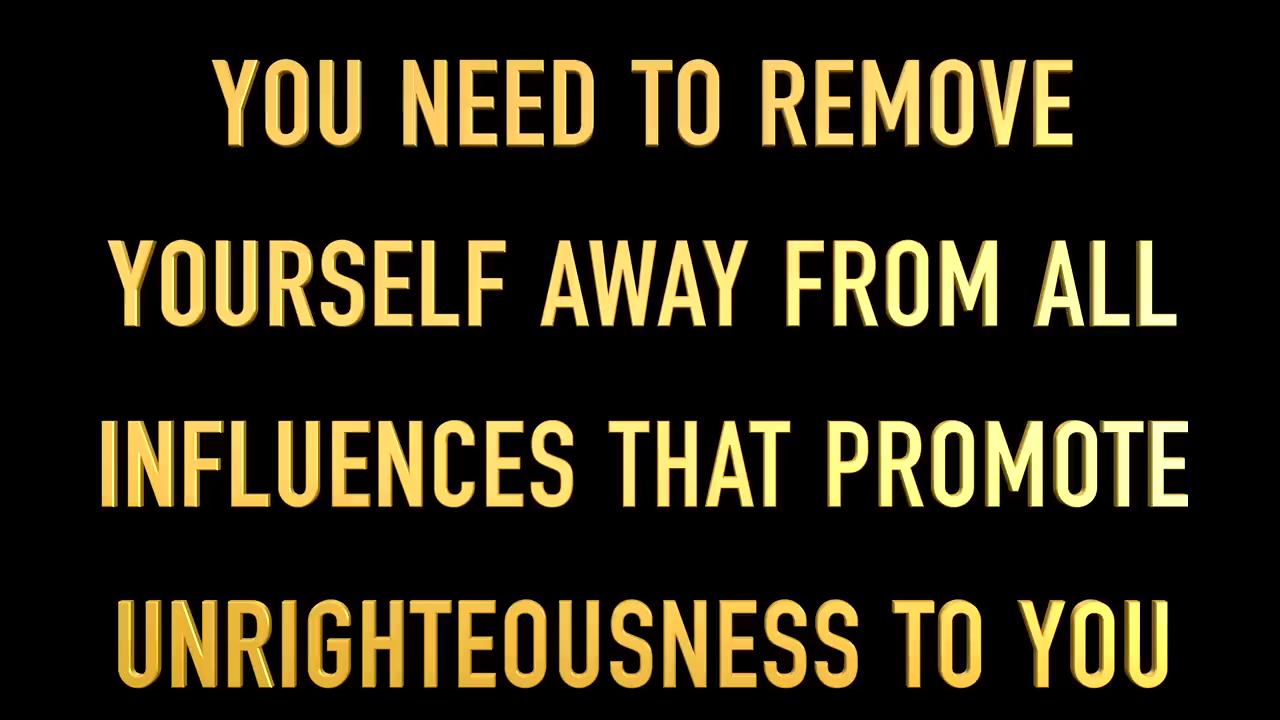 YOU NEED TO REMOVE
YOURSELF AWAY FROM ALL
INFLUENCES THAT PROMOTE
UNRIGHTEOUSNESS TO YOU